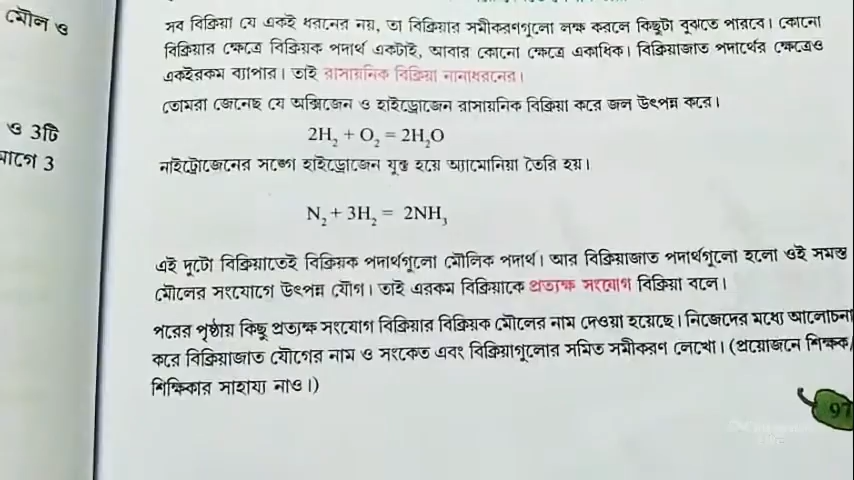 মৌল ও
ও 3টি
মাগে 3
সব বিক্রিয়া যে একই ধরনের নয়, তা বিক্রিয়ার সমীকরণগুলো লক্ষ করলে কিছুটা বুঝতে পারবে। কোনো
বিক্রিয়ার ক্ষেত্রে বিক্রিয়ক পদার্থ একটাই, আবার কোনো ক্ষেত্রে একাধিক। বিক্রিয়াজাত পদার্থের ক্ষেত্রেও
একইরকম ব্যাপার। তাই রাসায়নিক বিক্রিয়া নানাধরনের।
তোমরা জেনেছ যে অক্সিজেন ও হাইড্রোজেন রাসায়নিক বিক্রিয়া করে জল উৎপন্ন করে।
2H₂ + O₂ = 2H₂O
নাইট্রোজেনের সঙ্গে হাইড্রোজেন যুক্ত হয়ে অ্যামোনিয়া তৈরি হয়।
N₂ + 3H₂ = 2NH₃
এই দুটো বিক্রিয়াতেই বিক্রিয়ক পদার্থগুলো মৌলিক পদার্থ। আর বিক্রিয়াজাত পদার্থগুলো হলো ওই সমস্ত
মৌলের সংযোগে উৎপন্ন যৌগ। তাই এরকম বিক্রিয়াকে প্রত্যক্ষ সংযোগ বিক্রিয়া বলে।
পরের পৃষ্ঠায় কিছু প্রত্যক্ষ সংযোগ বিক্রিয়ার বিক্রিয়ক মৌলের নাম দেওয়া হয়েছে। নিজেদের মধ্যে আলোচনা
করে বিক্রিয়াজাত যৌগের নাম ও সংকেত এবং বিক্রিয়াগুলোর সমিত সমীকরণ লেখো। (প্রয়োজনে শিক্ষক/
শিক্ষিকার সাহায্য নাও।)
97